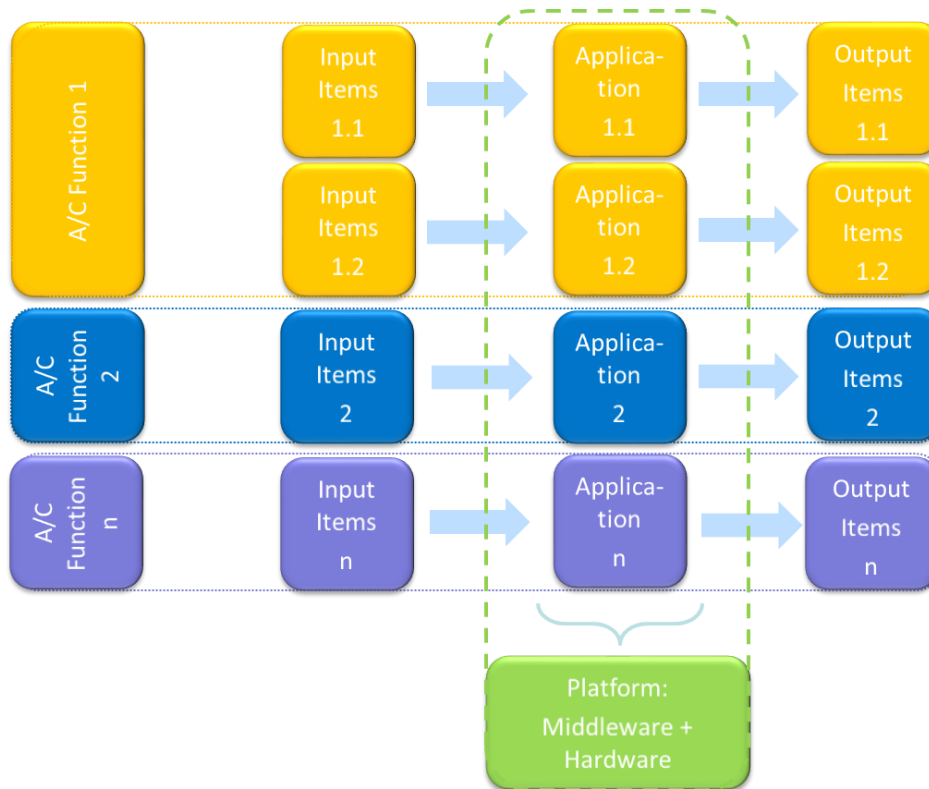 A/C Function 1
Input
Items
1.1
Applica-
tion
1.1
Output
Items
1.1
Input
Items
1.2
Applica-
tion
1.2
Output
Items
1.2
A/C
Function
2
Input
Items
2
Applica-
tion
2
Output
Items
2
A/C
Function
n
Input
Items
n
Applica-
tion
n
Output
Items
n
Platform:
Middleware +
Hardware